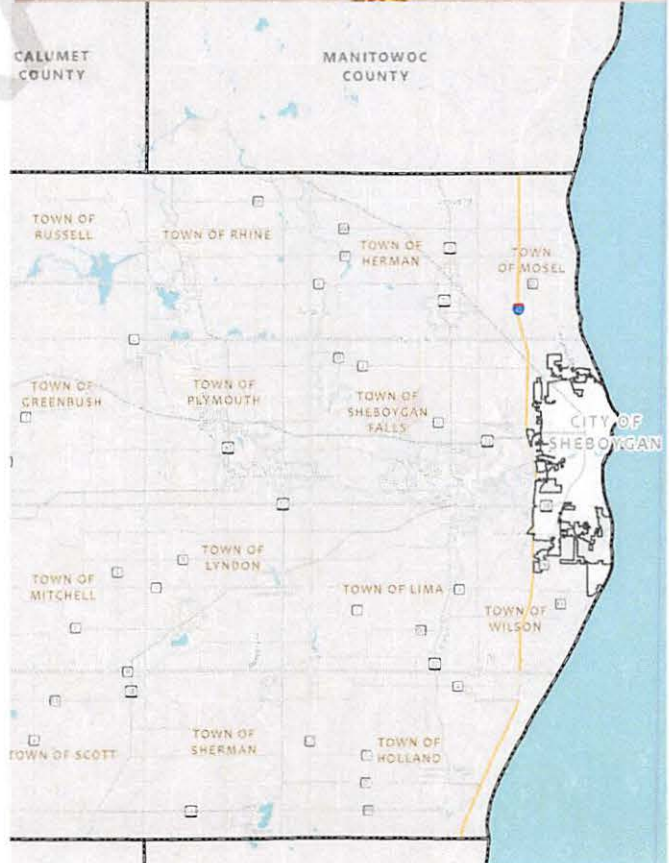 CALUMET
COUNTY
MANITOWOC
COUNTY
TOWN OF
RUSSELL
TOWN OF RHINE
TOWN OF
HERMAN
TOWN
OF MOSEL
TOWN OF
GREENBUSH
TOWN OF
PLYMOUTH
TOWN OF
SHEBOYGAN
FALLS
CITY OF
SHEBOYGAN
TOWN OF
MITCHELL
TOWN OF
LYNDON
TOWN OF LIMA
TOWN OF
WILSON
TOWN OF SCOTT
TOWN OF
SHERMAN
TOWN OF
HOLLAND